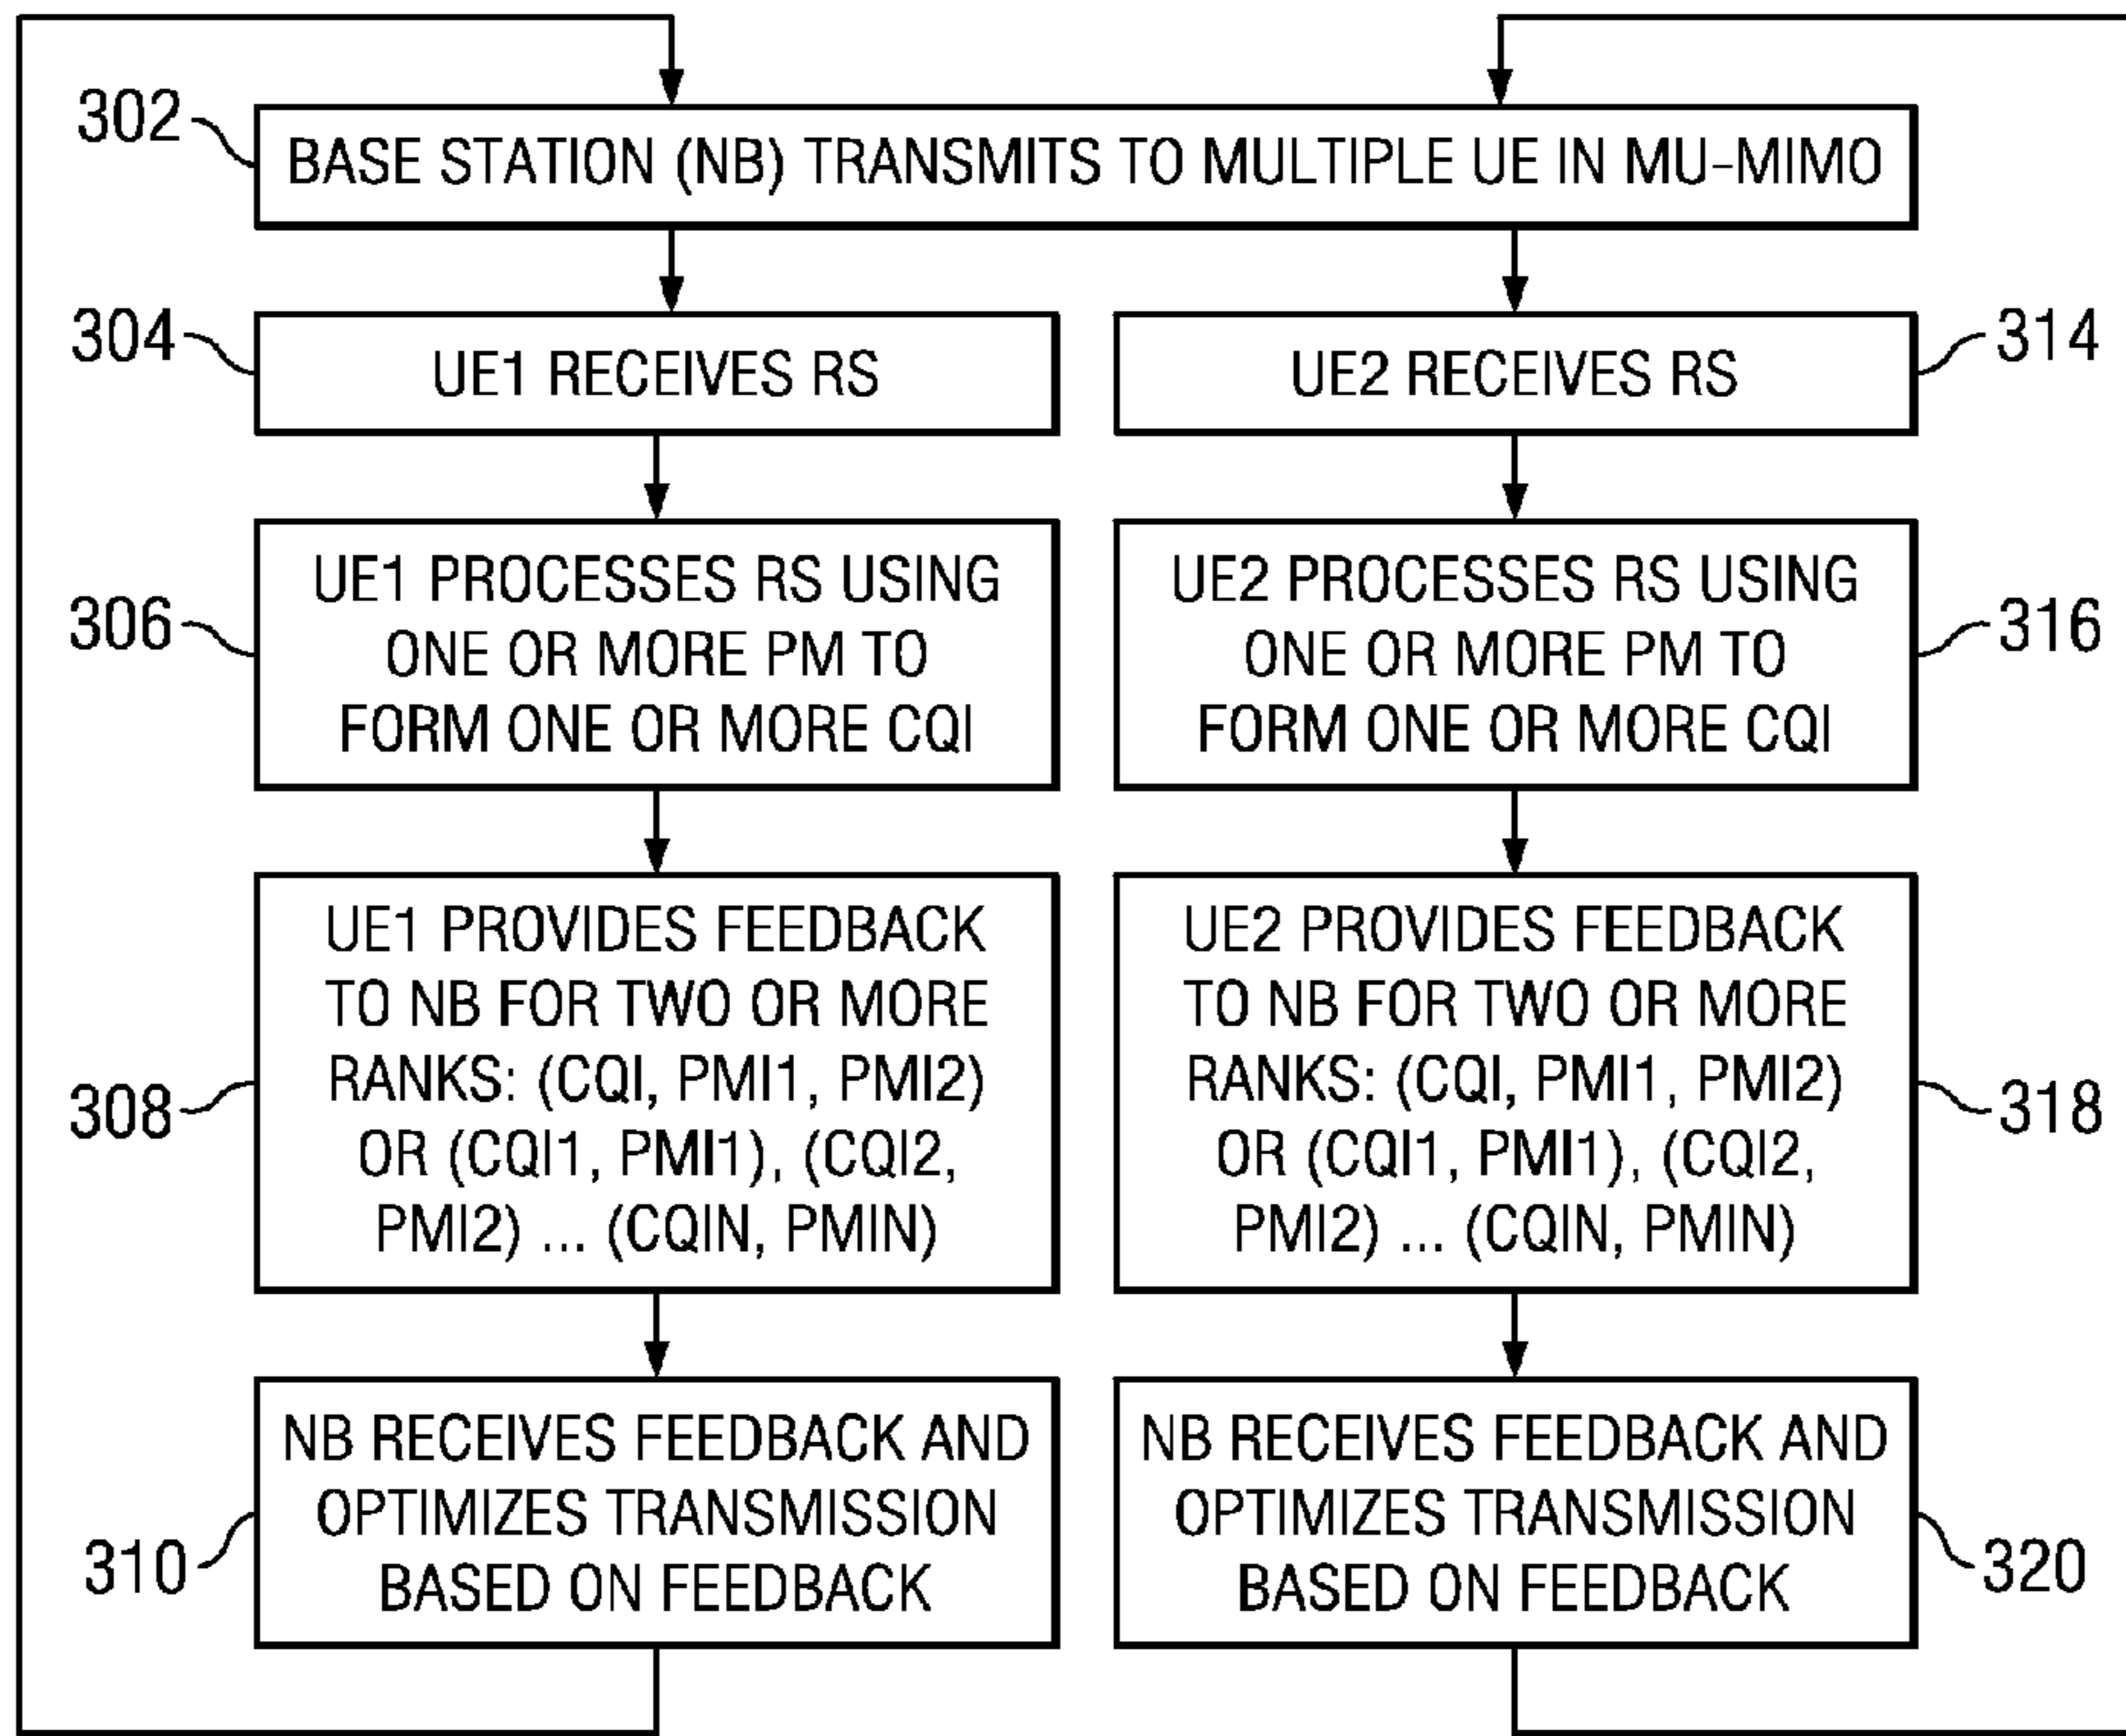 302
BASE STATION (NB) TRANSMITS TO MULTIPLE UE IN MU-MIMO
304
UE1 RECEIVES RS
UE2 RECEIVES RS
314
306
UE1 PROCESSES RS USING
ONE OR MORE PM TO
FORM ONE OR MORE CQI
UE2 PROCESSES RS USING
ONE OR MORE PM TO
FORM ONE OR MORE CQI
316
308
UE1 PROVIDES FEEDBACK
TO NB FOR TWO OR MORE
RANKS: (CQI, PMI1, PMI2)
OR (CQI1, PMI1), (CQI2,
PMI2) ... (CQIN, PMIN)
UE2 PROVIDES FEEDBACK
TO NB FOR TWO OR MORE
RANKS: (CQI, PMI1, PMI2)
OR (CQI1, PMI1), (CQI2,
PMI2) ... (CQIN, PMIN)
318
310
NB RECEIVES FEEDBACK AND
OPTIMIZES TRANSMISSION
BASED ON FEEDBACK
NB RECEIVES FEEDBACK AND
OPTIMIZES TRANSMISSION
BASED ON FEEDBACK
320